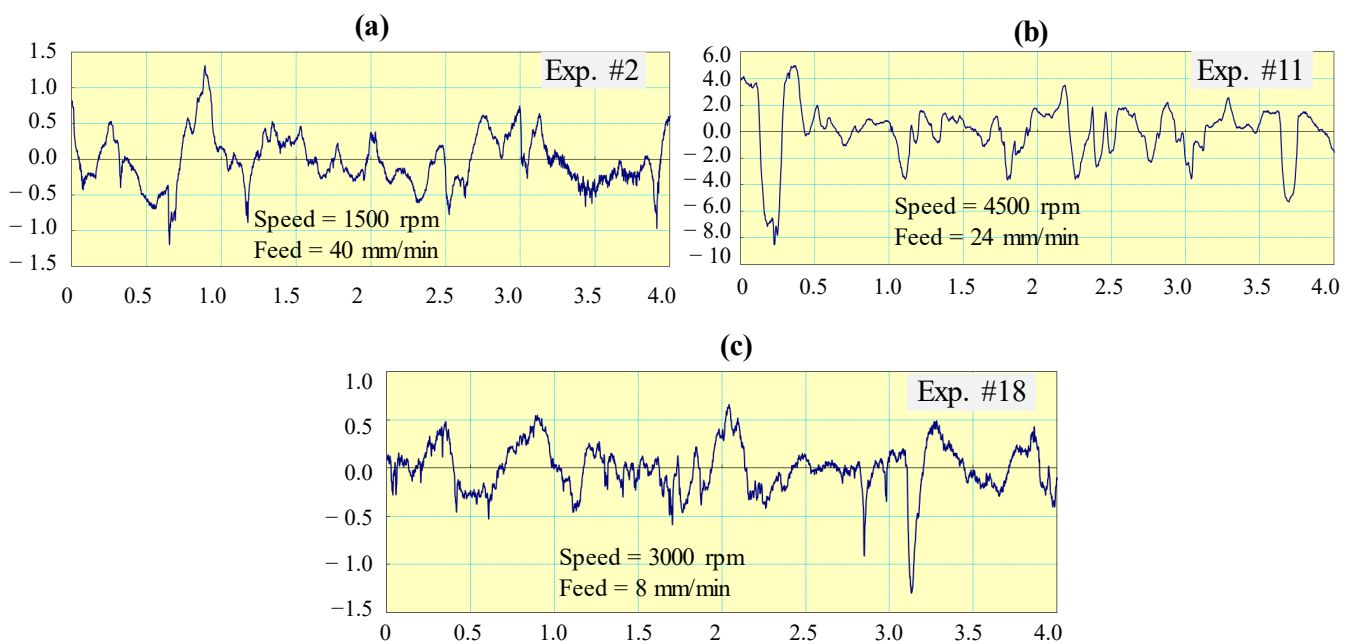 (a)
1.5
1.0
0.5
0.0
− 0.5
− 1.0
− 1.5
Exp. #2
Speed = 1500 rpm
Feed = 40 mm/min
0 0.5 1.0 1.5 2 2.5 3.0 3.5 4.0
(b)
6.0
4.0
2.0
0.0
− 2.0
− 4.0
− 6.0
− 8.0
− 10
Exp. #11
Speed = 4500 rpm
Feed = 24 mm/min
0 0.5 1.0 1.5 2 2.5 3.0 3.5 4.0
(c)
1.0
0.5
0.0
− 0.5
− 1.0
− 1.5
Exp. #18
Speed = 3000 rpm
Feed = 8 mm/min
0 0.5 1.0 1.5 2 2.5 3.0 3.5 4.0